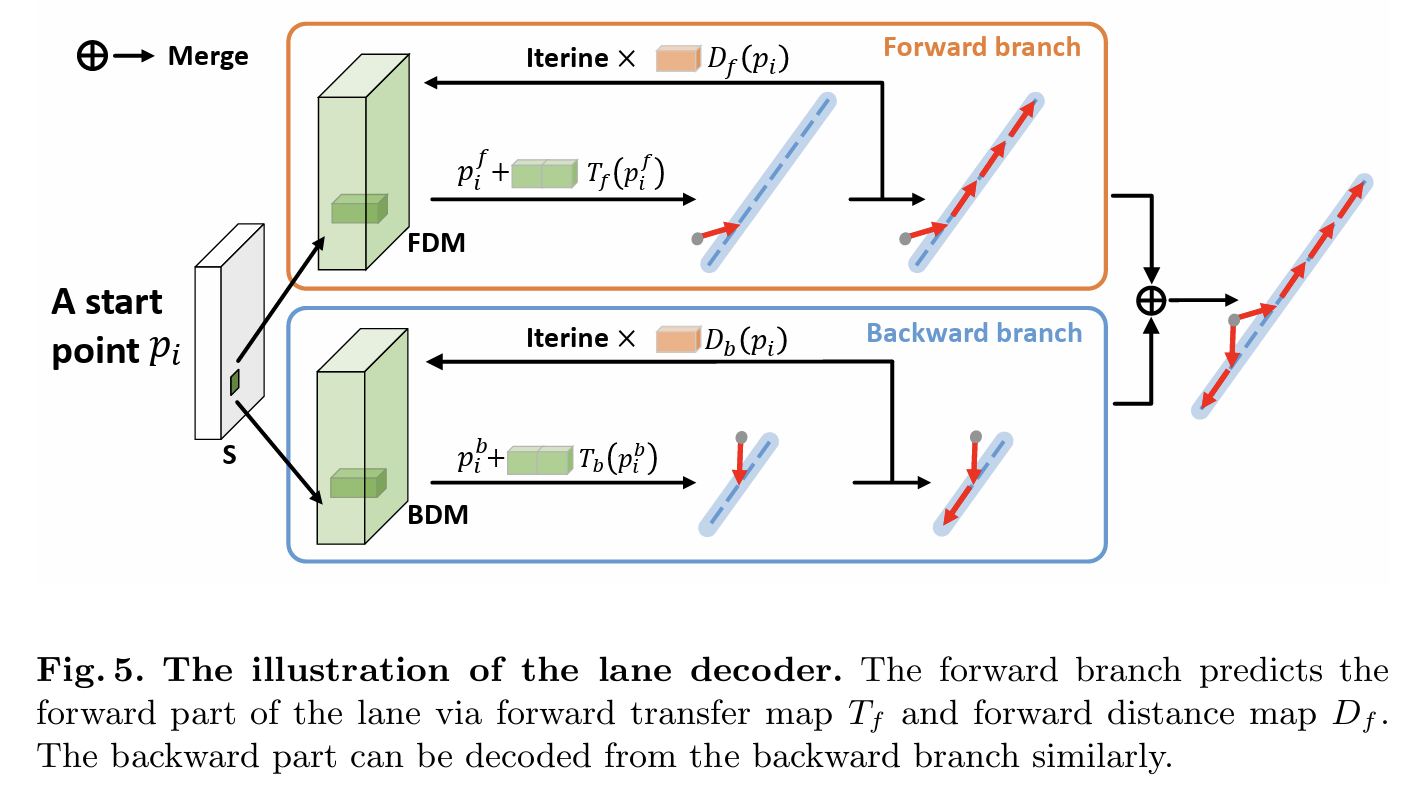 ⊕→ Merge
Forward branch
Iterine × D_f(p_i)
p_i^f + T_f(p_i^f)
FDM
A start
point p_i
S
Backward branch
Iterine × D_b(p_i)
p_i^b + T_b(p_i^b)
BDM
Fig. 5. The illustration of the lane decoder. The forward branch predicts the
forward part of the lane via forward transfer map T_f and forward distance map D_f.
The backward part can be decoded from the backward branch similarly.